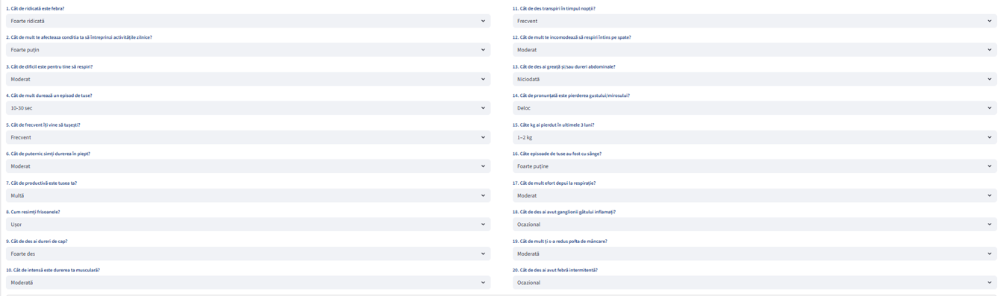 1. Cât de ridicată este febra?
Foarte ridicată
2. Cât de mult te afecteaza conditia ta să întreprinzi activitățile zilnice?
Foarte puțin
3. Cât de dificil este pentru tine să respiri?
Moderat
4. Cât de mult durează un episod de tuse?
10-30 sec
5. Cât de frecvent îți vine să tușești?
Frecvent
6. Cât de puternic simți durerea în piept?
Moderat
7. Cât de productivă este tusea ta?
Multă
8. Cum resimți frisoanele?
Ușor
9. Cât de des ai dureri de cap?
Foarte des
10. Cât de intensă este durerea ta musculară?
Moderată
11. Cât de des transpiri în timpul nopții?
Frecvent
12. Cât de mult te incomodează să respiri întins pe spate?
Moderat
13. Cât de des ai greață și/sau dureri abdominale?
Niciodată
14. Cât de pronunțată este pierderea gustului/mirosului?
Deloc
15. Câte kg ai pierdut în ultimele 3 luni?
1–2 kg
16. Câte episoade de tuse au fost cu sânge?
Foarte puține
17. Cât de mult efort depui la respirație?
Moderat
18. Cât de des ai avut ganglionii gâtului inflamați?
Ocazional
19. Cât de mult ți s-a redus pofta de mâncare?
Moderată
20. Cât de des ai avut febră intermitentă?
Ocazional